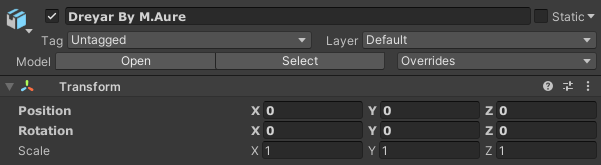 Dreyar By M.Aure Static
Tag Untagged Layer Default
Model Open Select Overrides
Transform
Position X 0 Y 0 Z 0
Rotation X 0 Y 0 Z 0
Scale X 1 Y 1 Z 1